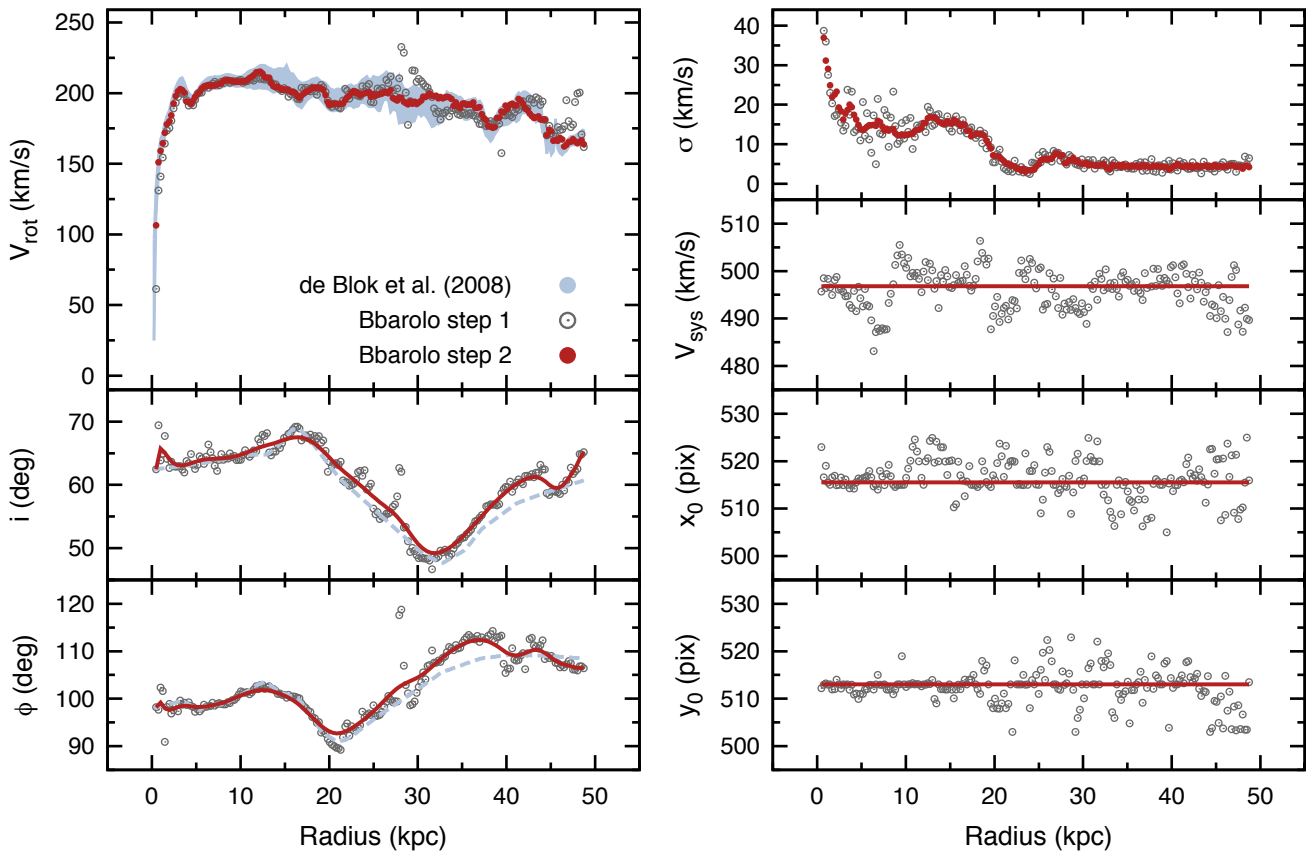 250
200
150
100
50
0
V_rot (km/s)
de Blok et al. (2008)
Bbarolo step 1
Bbarolo step 2
70
60
50
i (deg)
120
110
100
90
ϕ (deg)
0 10 20 30 40 50
Radius (kpc)
40
30
20
10
0
σ (km/s)
510
500
490
480
V_sys (km/s)
530
520
510
500
x_0 (pix)
530
520
510
500
y_0 (pix)
0 10 20 30 40 50
Radius (kpc)